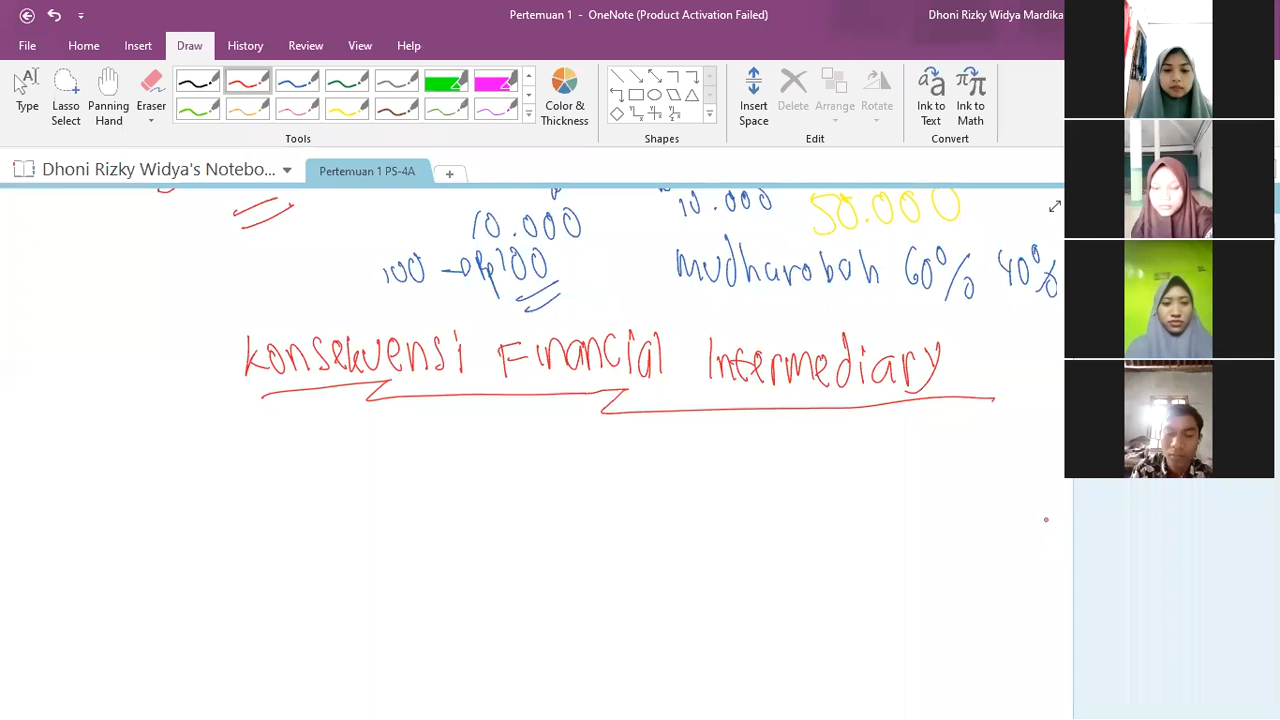 Pertemuan 1 - OneNote (Product Activation Failed)
Dhoni Rizky Widya Mardika
File Home Insert Draw History Review View Help
Type
Lasso Select
Panning Hand
Eraser
Color & Thickness
Insert Space
Delete
Arrange
Rotate
Ink to Text
Ink to Math
Tools
Shapes
Edit
Convert
Dhoni Rizky Widya's Notebo...
Pertemuan 1 PS-4A
10.000 10.000 50.000
100 → Rp 100 mudharobah 60% 40%
Konsekuensi Financial Intermediary